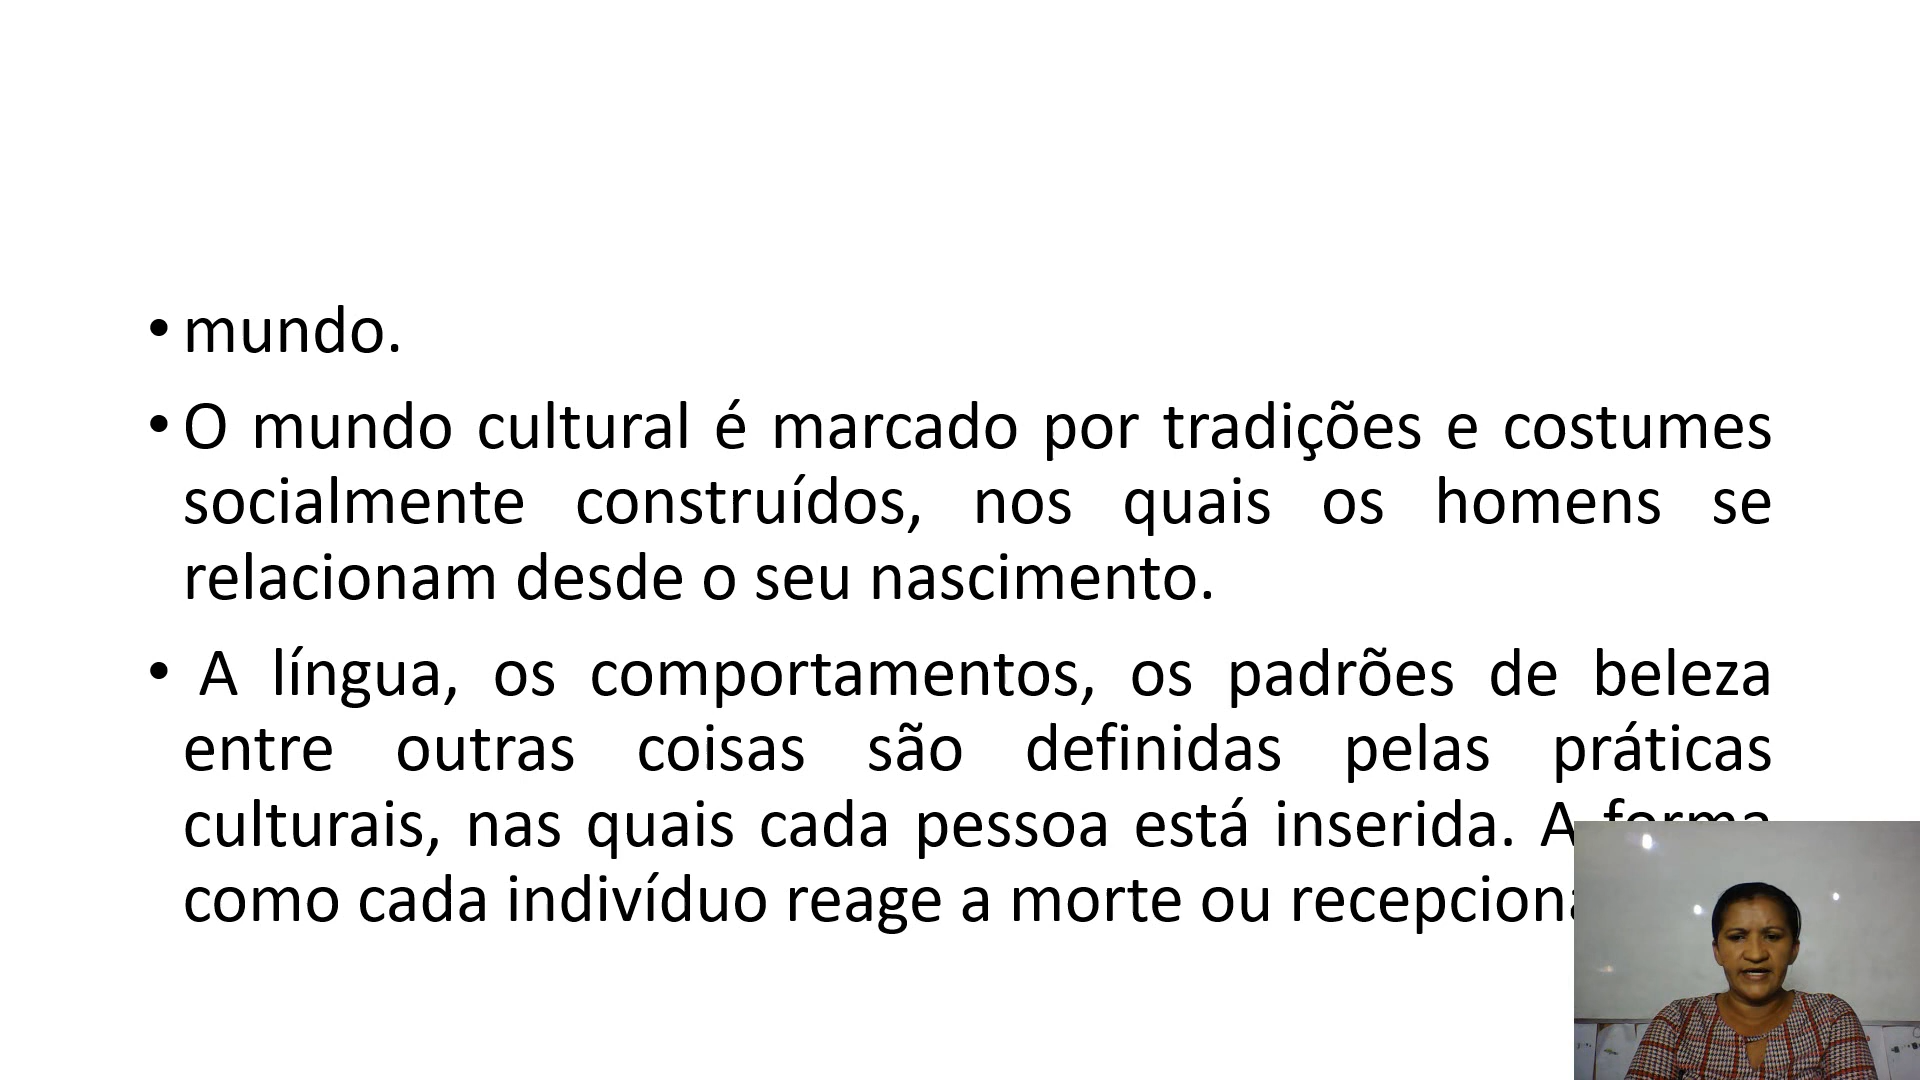 • mundo.
• O mundo cultural é marcado por tradições e costumes
socialmente construídos, nos quais os homens se
relacionam desde o seu nascimento.
• A língua, os comportamentos, os padrões de beleza
entre outras coisas são definidas pelas práticas
culturais, nas quais cada pessoa está inserida. A forma
como cada indivíduo reage a morte ou